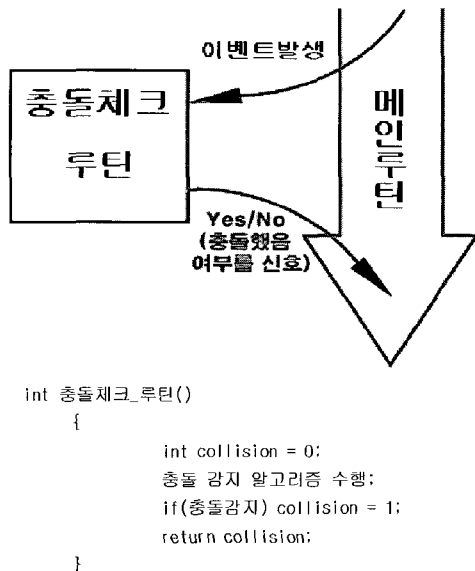 이벤트발생
충돌체크
루틴
메인루틴
Yes/No
(충돌했음
여부를 신호)
int 충돌체크_루틴()
{
int collision = 0;
충돌 감지 알고리즘 수행;
if(충돌감지) collision = 1;
return collision;
}